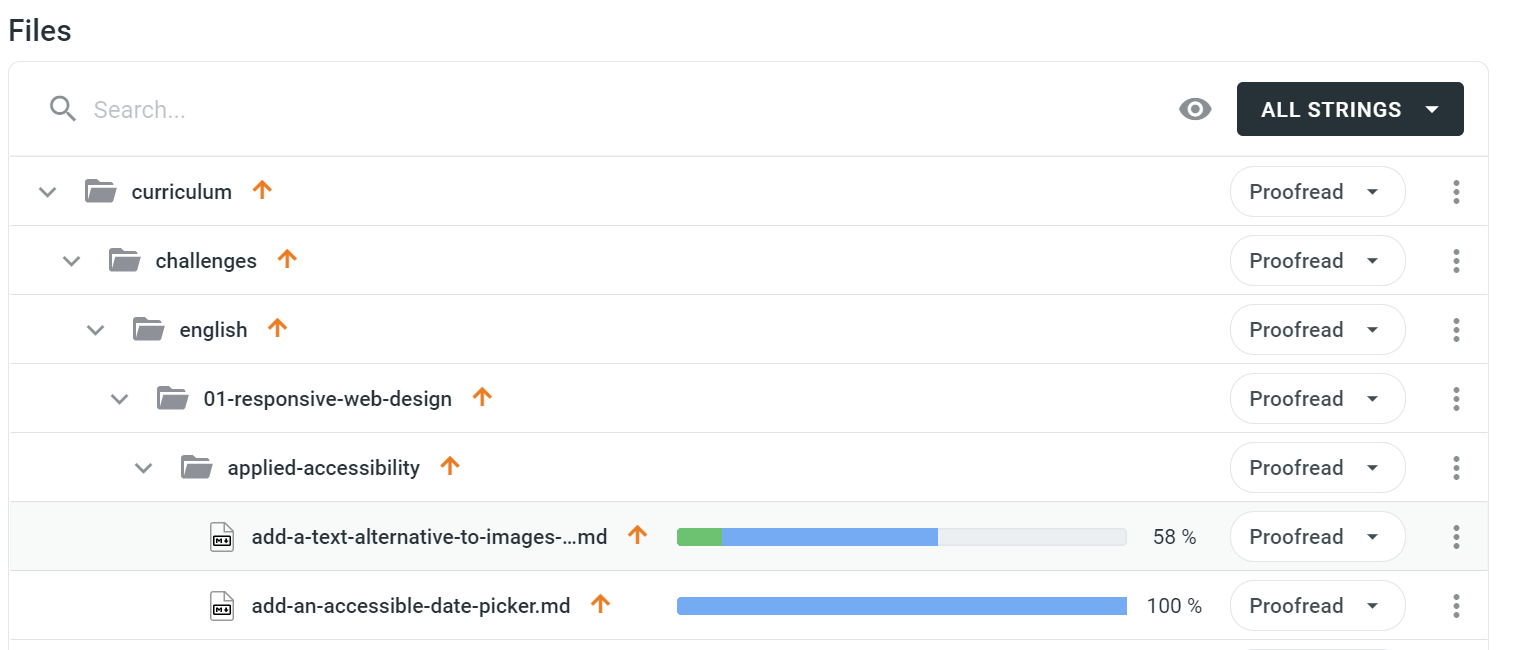 Files
Search...
ALL STRINGS
curriculum Proofread
challenges Proofread
english Proofread
01-responsive-web-design Proofread
applied-accessibility Proofread
add-a-text-alternative-to-images-...md 58 % Proofread
add-an-accessible-date-picker.md 100 % Proofread